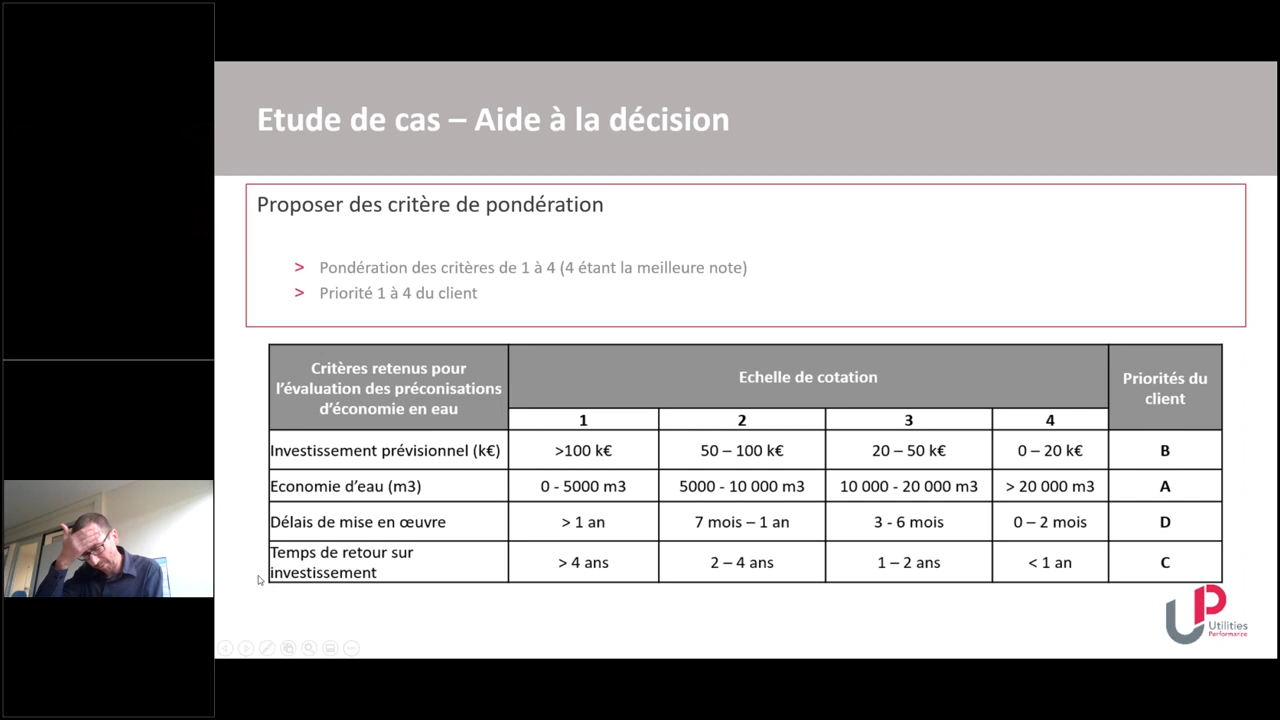 Etude de cas – Aide à la décision
Proposer des critère de pondération
> Pondération des critères de 1 à 4 (4 étant la meilleure note)
> Priorité 1 à 4 du client
Critères retenus pour
l'évaluation des préconisations
d'économie en eau
Echelle de cotation
Priorités du
client
1 2 3 4
Investissement prévisionnel (k€) >100 k€ 50 – 100 k€ 20 – 50 k€ 0 – 20 k€ B
Economie d'eau (m3) 0 - 5000 m3 5000 - 10 000 m3 10 000 - 20 000 m3 > 20 000 m3 A
Délais de mise en œuvre > 1 an 7 mois – 1 an 3 - 6 mois 0 – 2 mois D
Temps de retour sur
investissement > 4 ans 2 – 4 ans 1 – 2 ans < 1 an C
UP
Utilities
Performance